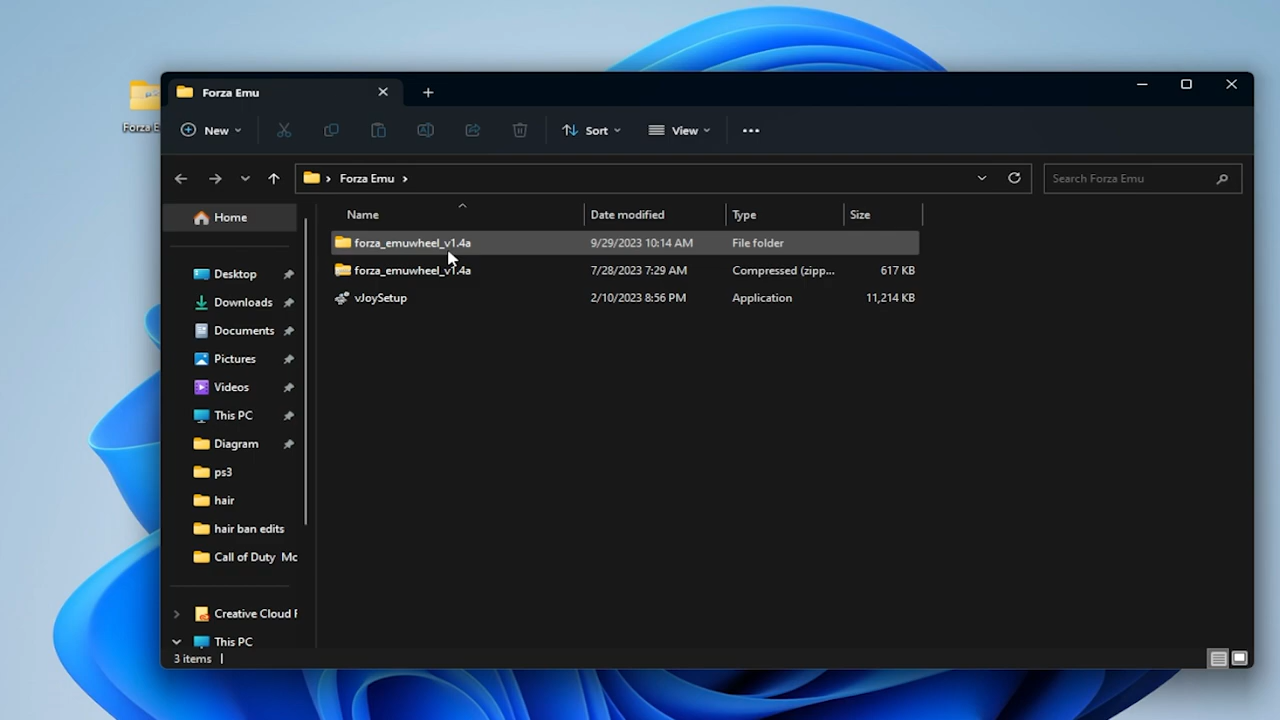 Forza E
Forza Emu
New
Sort
View
Forza Emu
Search Forza Emu
Name Date modified Type Size
forza_emuwheel_v1.4a 9/29/2023 10:14 AM File folder
forza_emuwheel_v1.4a 7/28/2023 7:29 AM Compressed (zipp... 617 KB
vJoySetup 2/10/2023 8:56 PM Application 11,214 KB
Home
Desktop
Downloads
Documents
Pictures
Videos
This PC
Diagram
ps3
hair
hair ban edits
Call of Duty Mc
Creative Cloud F
This PC
3 items